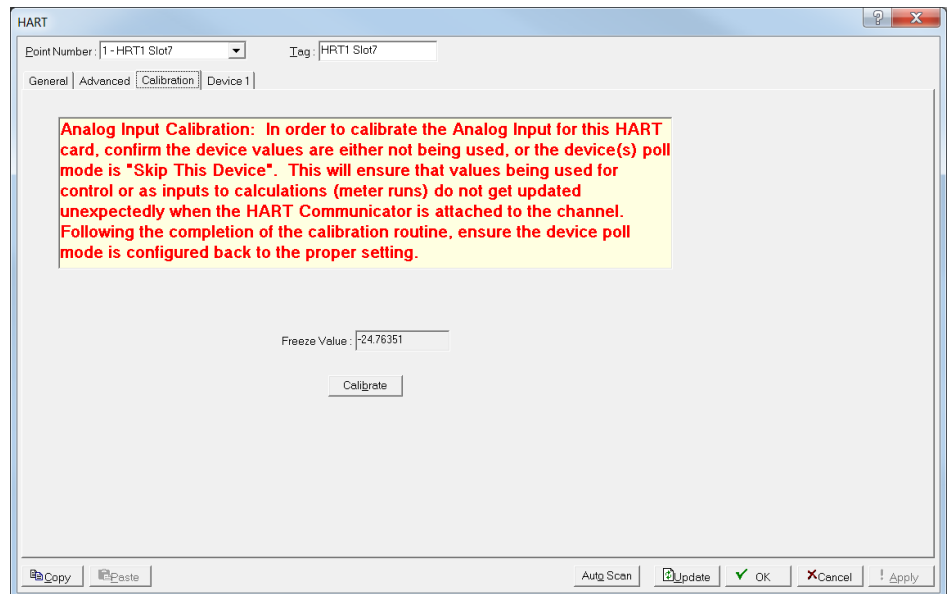 HART
Point Number : 1 - HRT1 Slot7 Tag : HRT1 Slot7
General Advanced Calibration Device 1
Analog Input Calibration: In order to calibrate the Analog Input for this HART
card, confirm the device values are either not being used, or the device(s) poll
mode is "Skip This Device". This will ensure that values being used for
control or as inputs to calculations (meter runs) do not get updated
unexpectedly when the HART Communicator is attached to the channel.
Following the completion of the calibration routine, ensure the device poll
mode is configured back to the proper setting.
Freeze Value : -24.76351
Calibrate
Copy Paste Auto Scan Update OK Cancel ! Apply